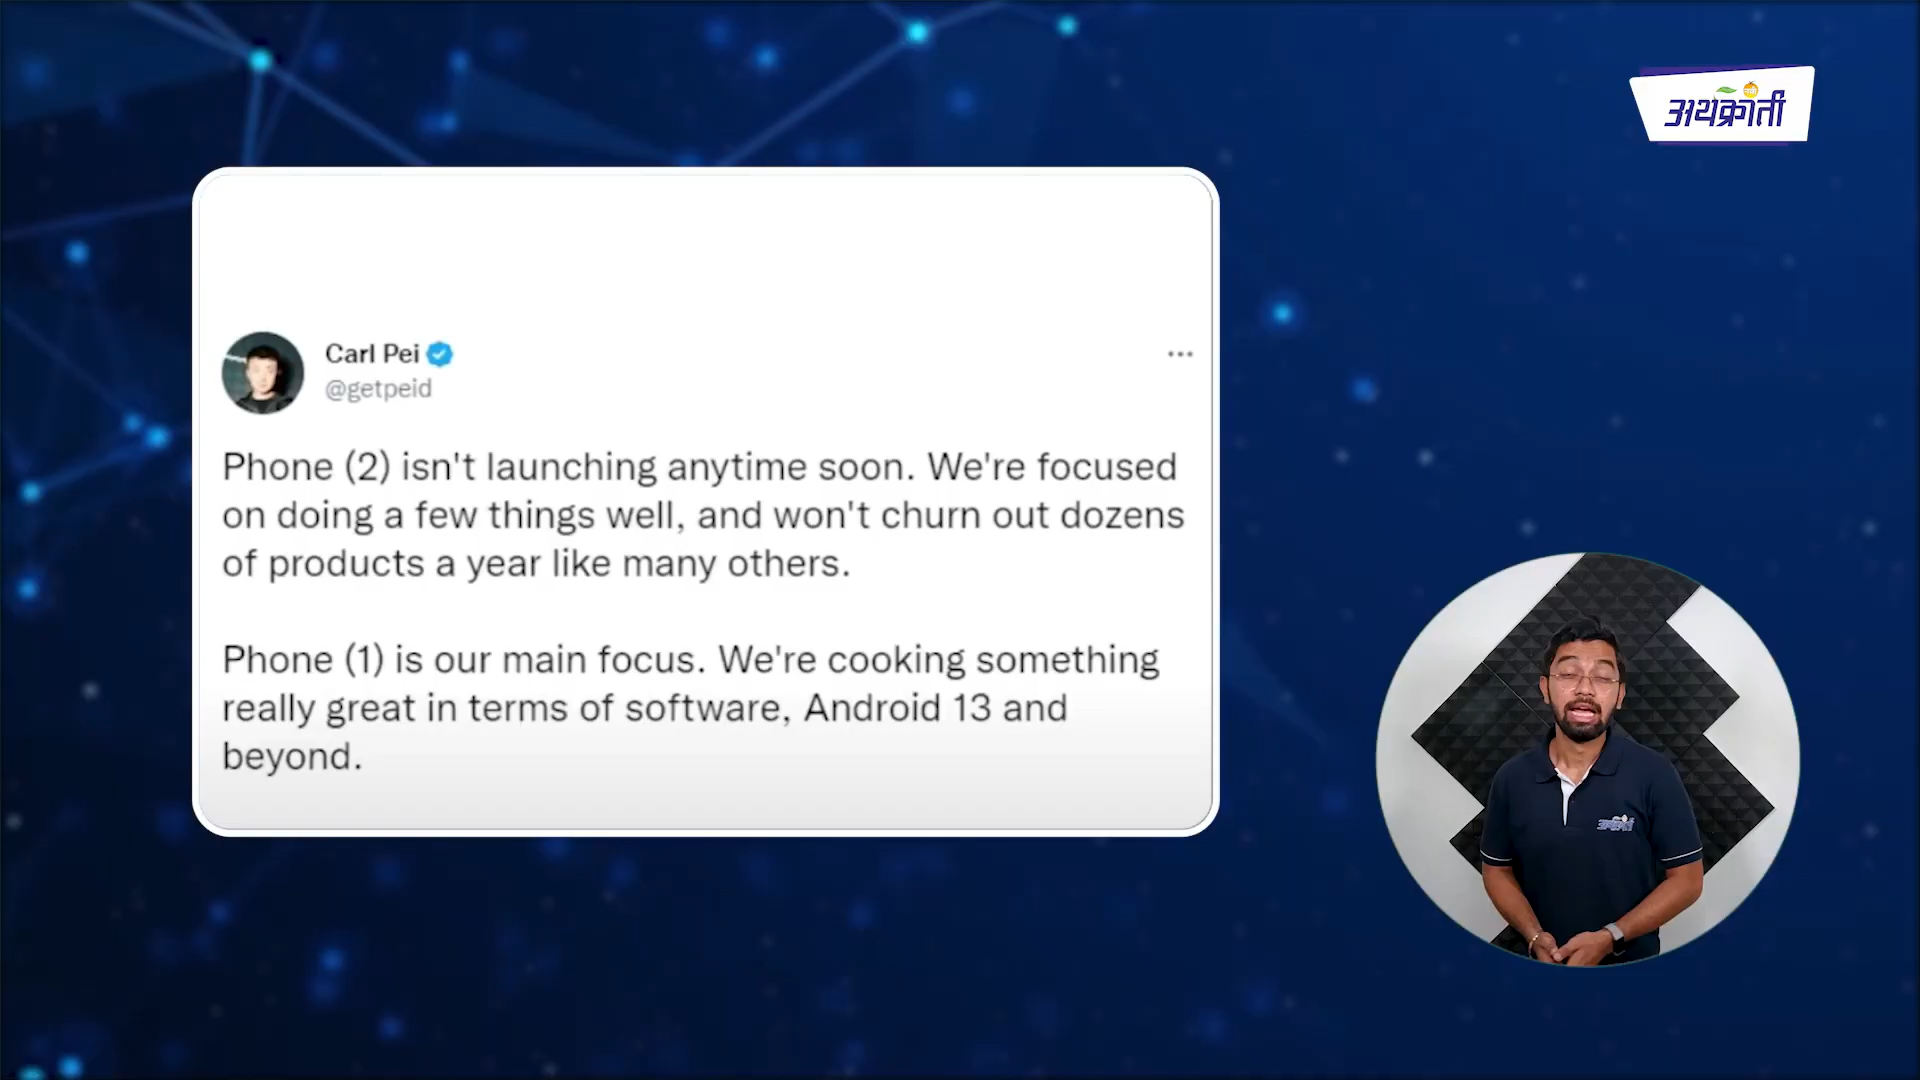 अर्थक्रांती
Carl Pei
@getpeid
Phone (2) isn't launching anytime soon. We're focused
on doing a few things well, and won't churn out dozens
of products a year like many others.
Phone (1) is our main focus. We're cooking something
really great in terms of software, Android 13 and
beyond.